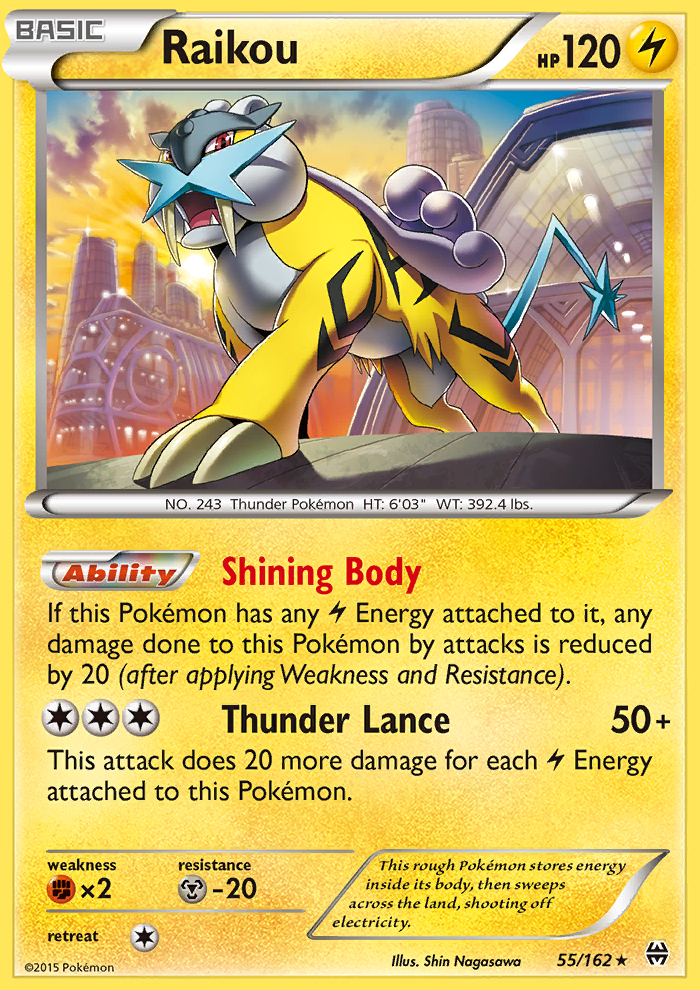 BASIC
Raikou
HP120
NO. 243 Thunder Pokémon HT: 6'03" WT: 392.4 lbs.
Ability Shining Body
If this Pokémon has any Energy attached to it, any
damage done to this Pokémon by attacks is reduced
by 20 (after applying Weakness and Resistance).
Thunder Lance 50+
This attack does 20 more damage for each Energy
attached to this Pokémon.
weakness resistance
×2 -20
This rough Pokémon stores energy
inside its body, then sweeps
across the land, shooting off
electricity.
retreat
©2015 Pokémon
Illus. Shin Nagasawa 55/162 ★